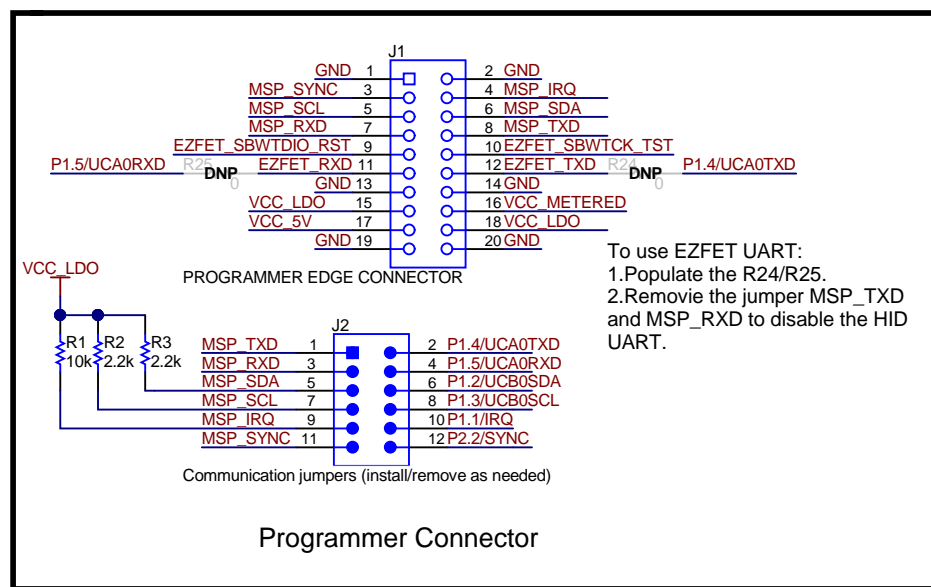 J1
GND 1 2 GND
MSP_SYNC 3 4 MSP_IRQ
MSP_SCL 5 6 MSP_SDA
MSP_RXD 7 8 MSP_TXD
EZFET_SBWTDIO_RST 9 10 EZFET_SBWTCK_TST
P1.5/UCA0RXD R25 DNP 0 EZFET_RXD 11 12 EZFET_TXD R24 DNP 0 P1.4/UCA0TXD
GND 13 14 GND
VCC_LDO 15 16 VCC_METERED
VCC_5V 17 18 VCC_LDO
GND 19 20 GND
PROGRAMMER EDGE CONNECTOR
To use EZFET UART:
1.Populate the R24/R25.
2.Removie the jumper MSP_TXD
and MSP_RXD to disable the HID
UART.
VCC_LDO
R1 R2 R3
10k 2.2k 2.2k
J2
MSP_TXD 1 2 P1.4/UCA0TXD
MSP_RXD 3 4 P1.5/UCA0RXD
MSP_SDA 5 6 P1.2/UCB0SDA
MSP_SCL 7 8 P1.3/UCB0SCL
MSP_IRQ 9 10 P1.1/IRQ
MSP_SYNC 11 12 P2.2/SYNC
Communication jumpers (install/remove as needed)
Programmer Connector